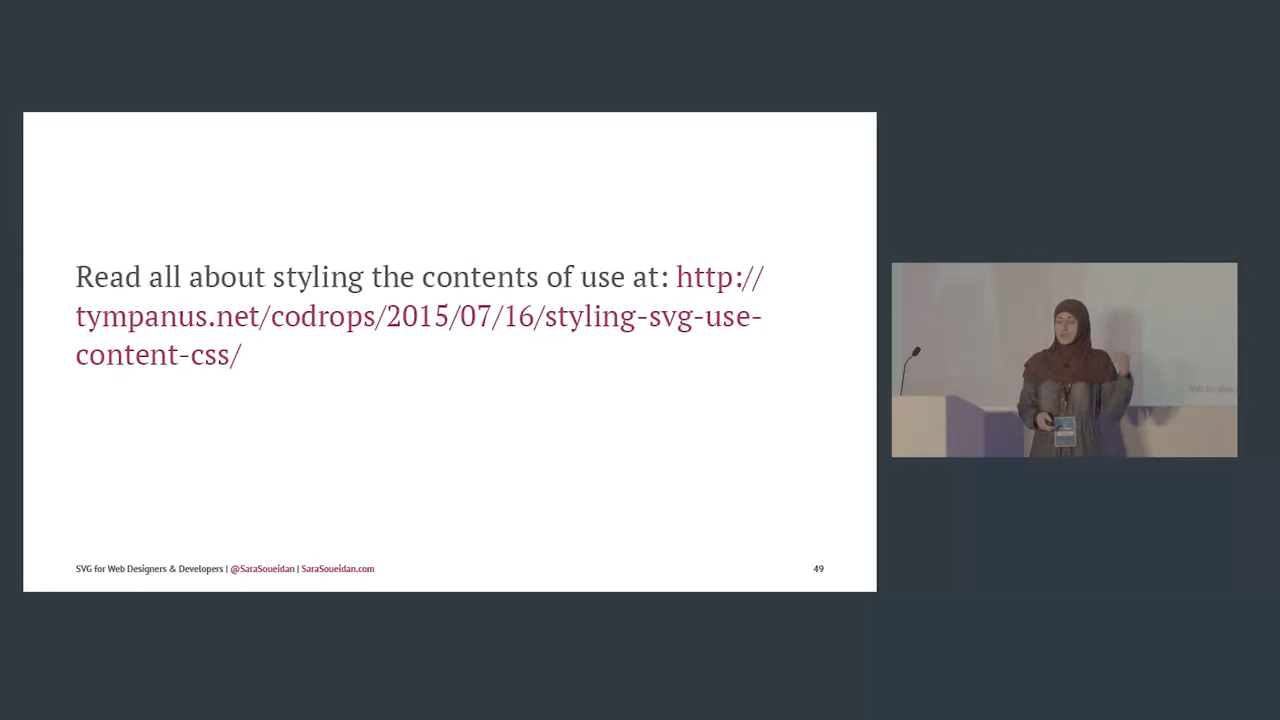 Read all about styling the contents of use at: http://
tympanus.net/codrops/2015/07/16/styling-svg-use-
content-css/
SVG for Web Designers & Developers | @SaraSoueidan | SaraSoueidan.com
49